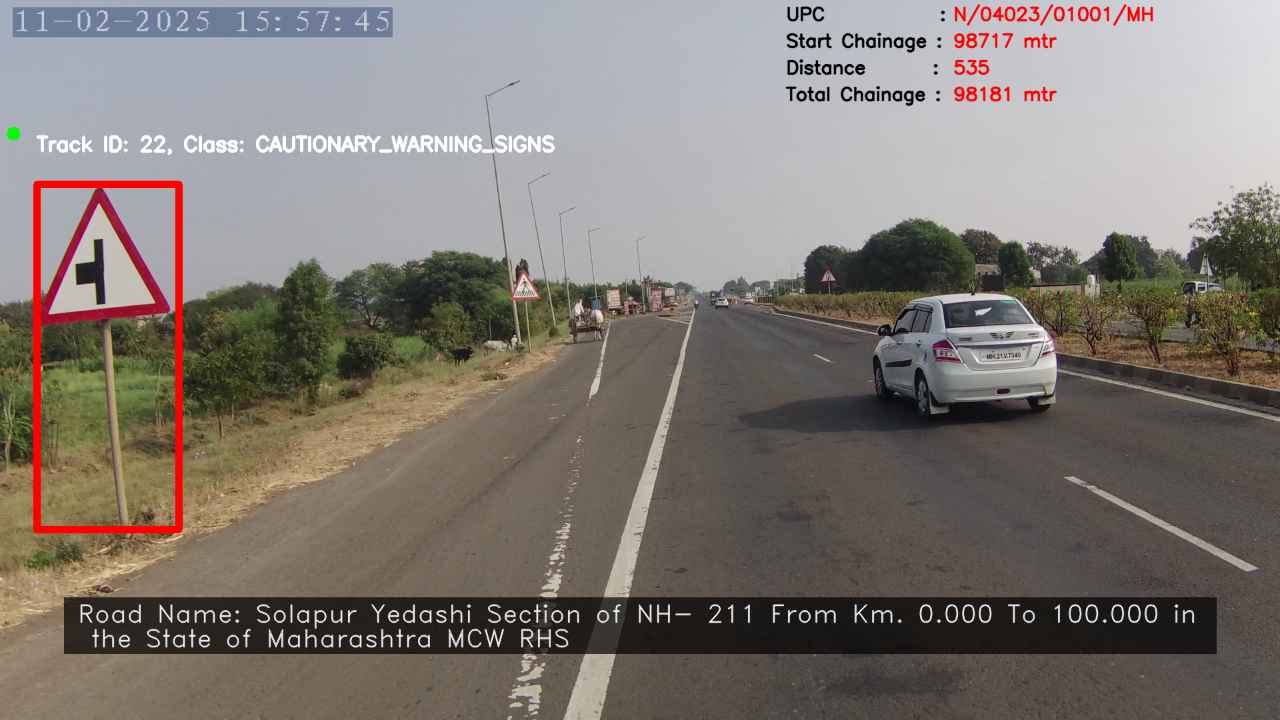 11-02-2025 15:57:45
UPC : N/04023/01001/MH
Start Chainage : 98717 mtr
Distance : 535
Total Chainage : 98181 mtr
Track ID: 22, Class: CAUTIONARY_WARNING_SIGNS
Road Name: Solapur Yedashi Section of NH- 211 From Km. 0.000 To 100.000 in
the State of Maharashtra MCW RHS